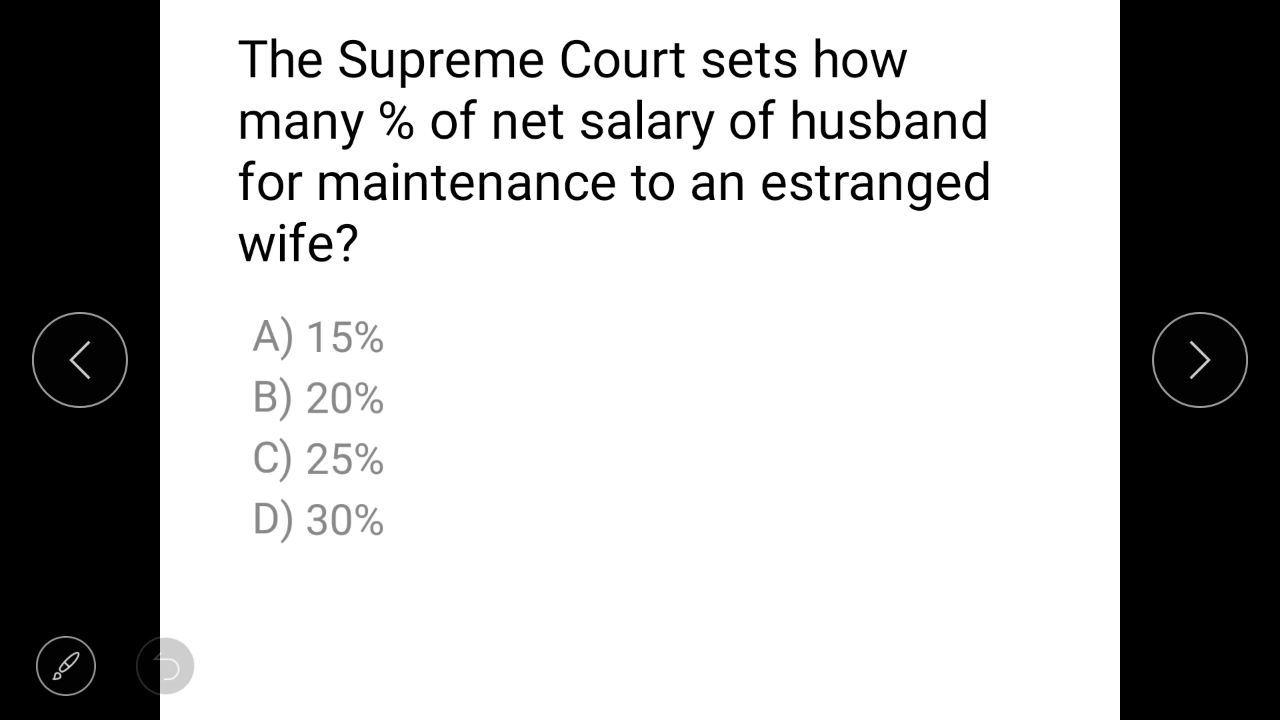 The Supreme Court sets how
many % of net salary of husband
for maintenance to an estranged
wife?
A) 15%
B) 20%
C) 25%
D) 30%